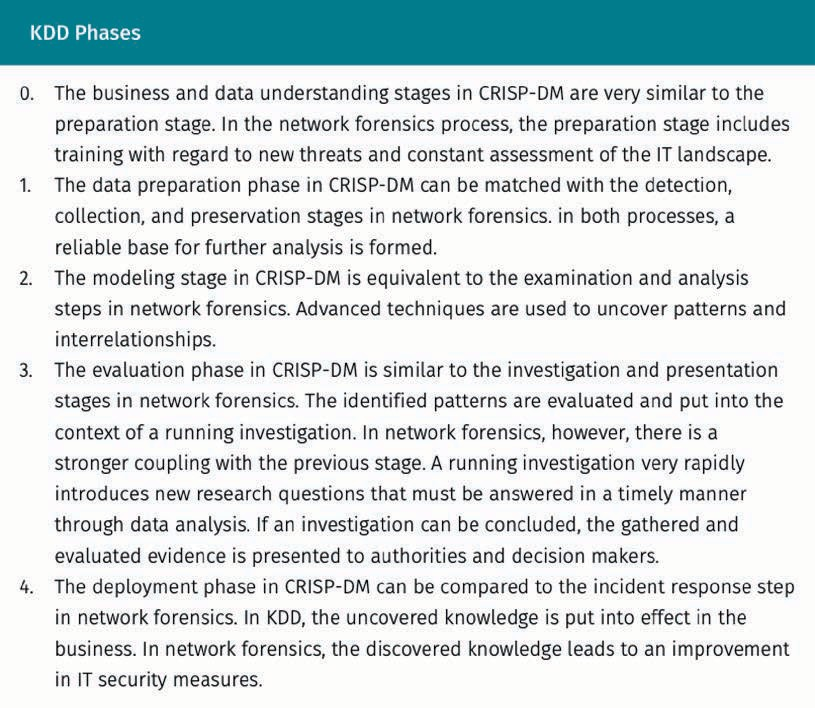 KDD Phases
0. The business and data understanding stages in CRISP-DM are very similar to the
preparation stage. In the network forensics process, the preparation stage includes
training with regard to new threats and constant assessment of the IT landscape.
1. The data preparation phase in CRISP-DM can be matched with the detection,
collection, and preservation stages in network forensics. in both processes, a
reliable base for further analysis is formed.
2. The modeling stage in CRISP-DM is equivalent to the examination and analysis
steps in network forensics. Advanced techniques are used to uncover patterns and
interrelationships.
3. The evaluation phase in CRISP-DM is similar to the investigation and presentation
stages in network forensics. The identified patterns are evaluated and put into the
context of a running investigation. In network forensics, however, there is a
stronger coupling with the previous stage. A running investigation very rapidly
introduces new research questions that must be answered in a timely manner
through data analysis. If an investigation can be concluded, the gathered and
evaluated evidence is presented to authorities and decision makers.
4. The deployment phase in CRISP-DM can be compared to the incident response step
in network forensics. In KDD, the uncovered knowledge is put into effect in the
business. In network forensics, the discovered knowledge leads to an improvement
in IT security measures.